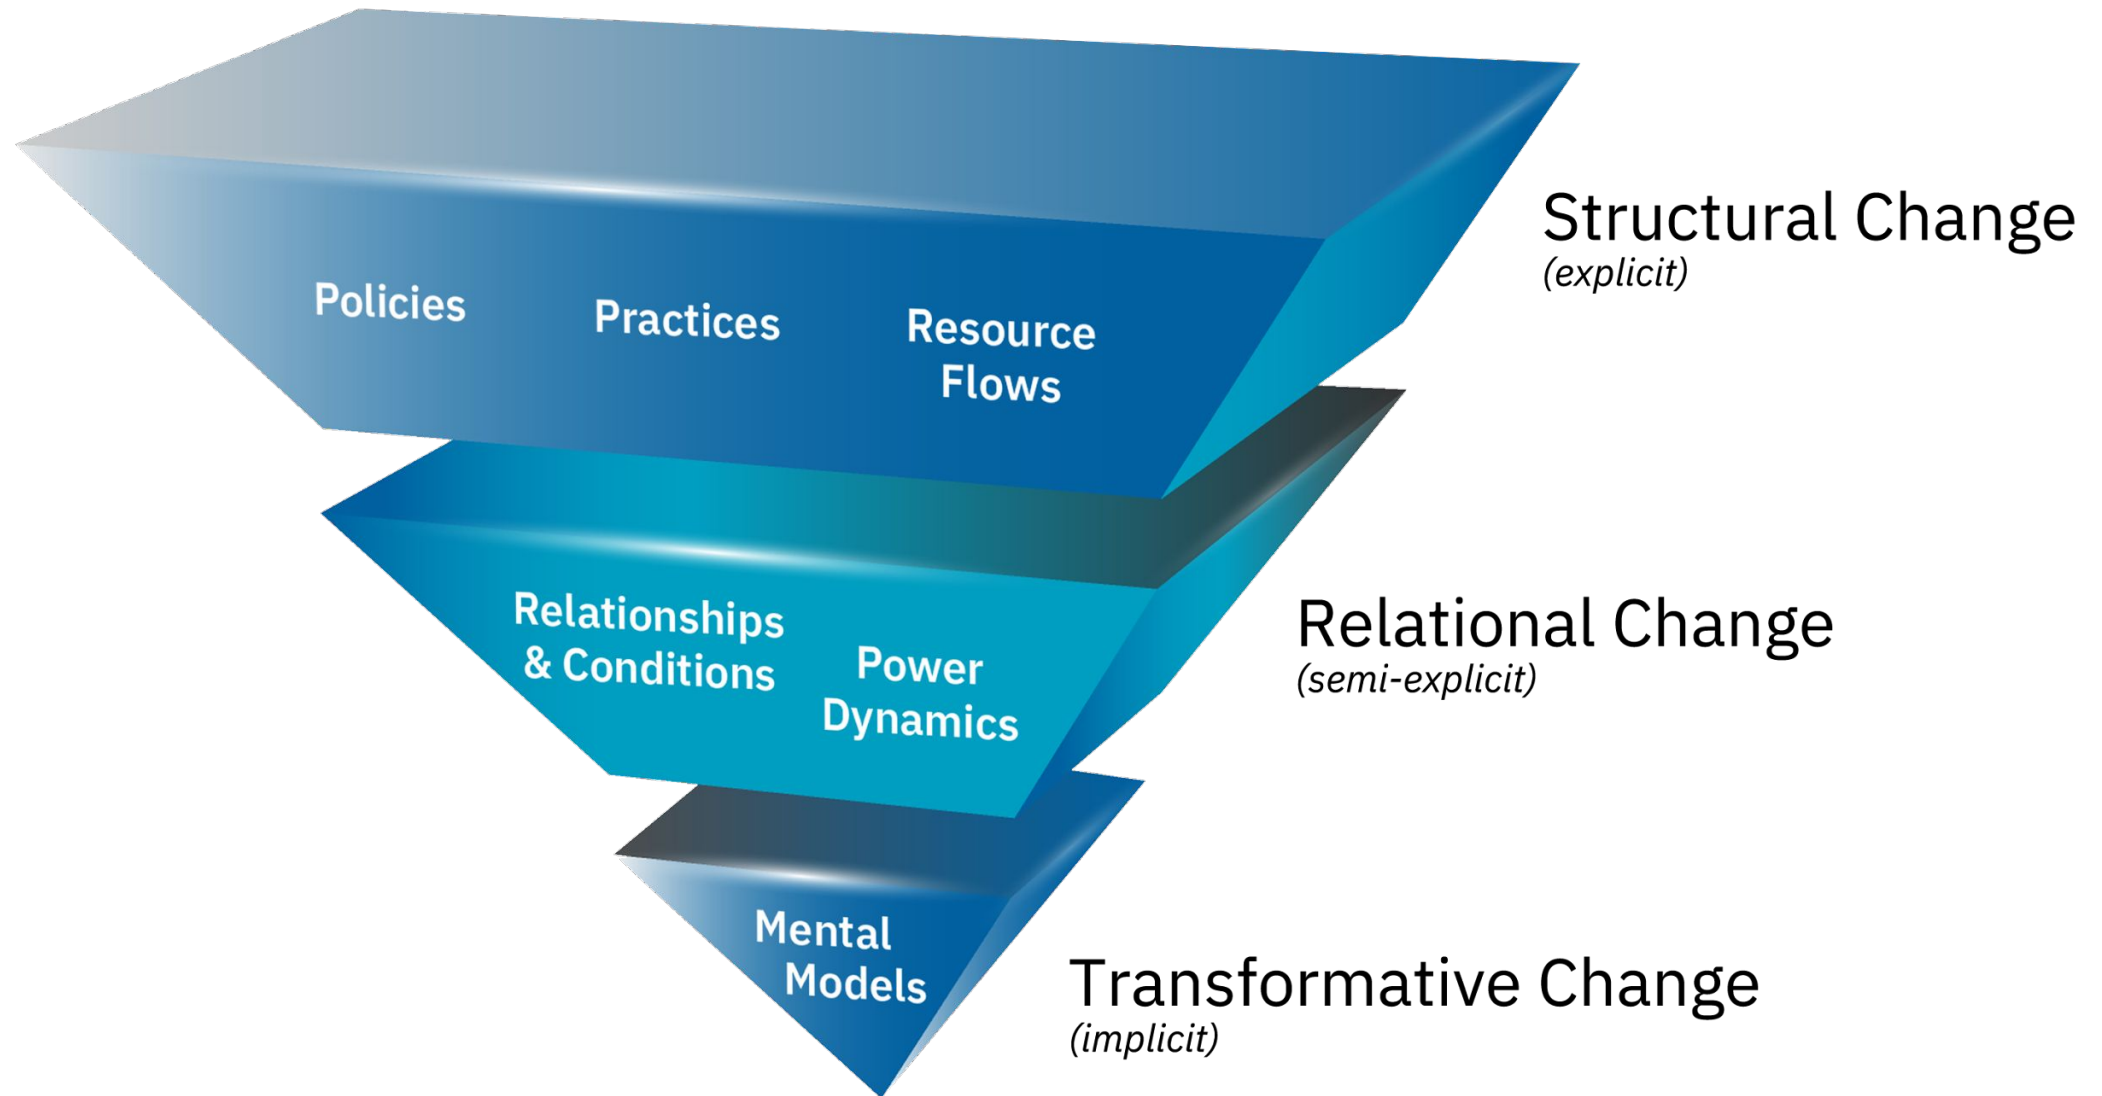 Structural Change
(explicit)
Policies
Practices
Resource
Flows
Relational Change
(semi-explicit)
Relationships
& Conditions
Power
Dynamics
Mental
Models
Transformative Change
(implicit)